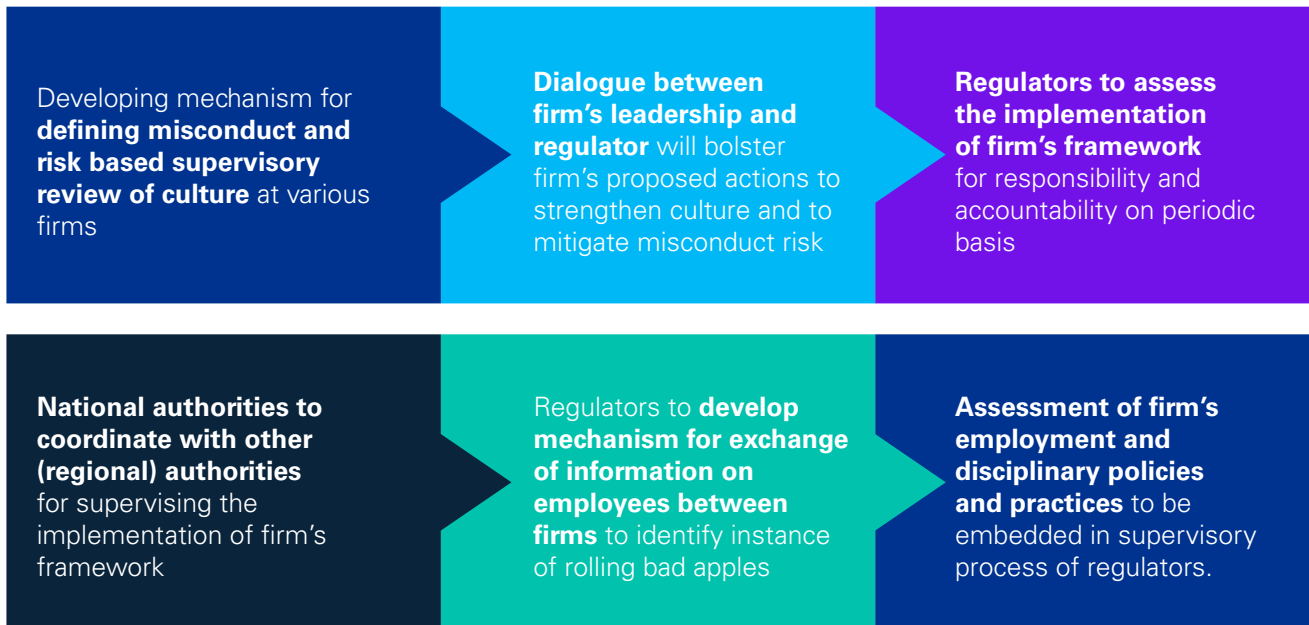 Developing mechanism for
defining misconduct and
risk based supervisory
review of culture at various
firms
Dialogue between
firm’s leadership and
regulator will bolster
firm’s proposed actions to
strengthen culture and to
mitigate misconduct risk
Regulators to assess
the implementation
of firm’s framework
for responsibility and
accountability on periodic
basis
National authorities to
coordinate with other
(regional) authorities
for supervising the
implementation of firm’s
framework
Regulators to develop
mechanism for exchange
of information on
employees between
firms to identify instance
of rolling bad apples
Assessment of firm’s
employment and
disciplinary policies
and practices to be
embedded in supervisory
process of regulators.